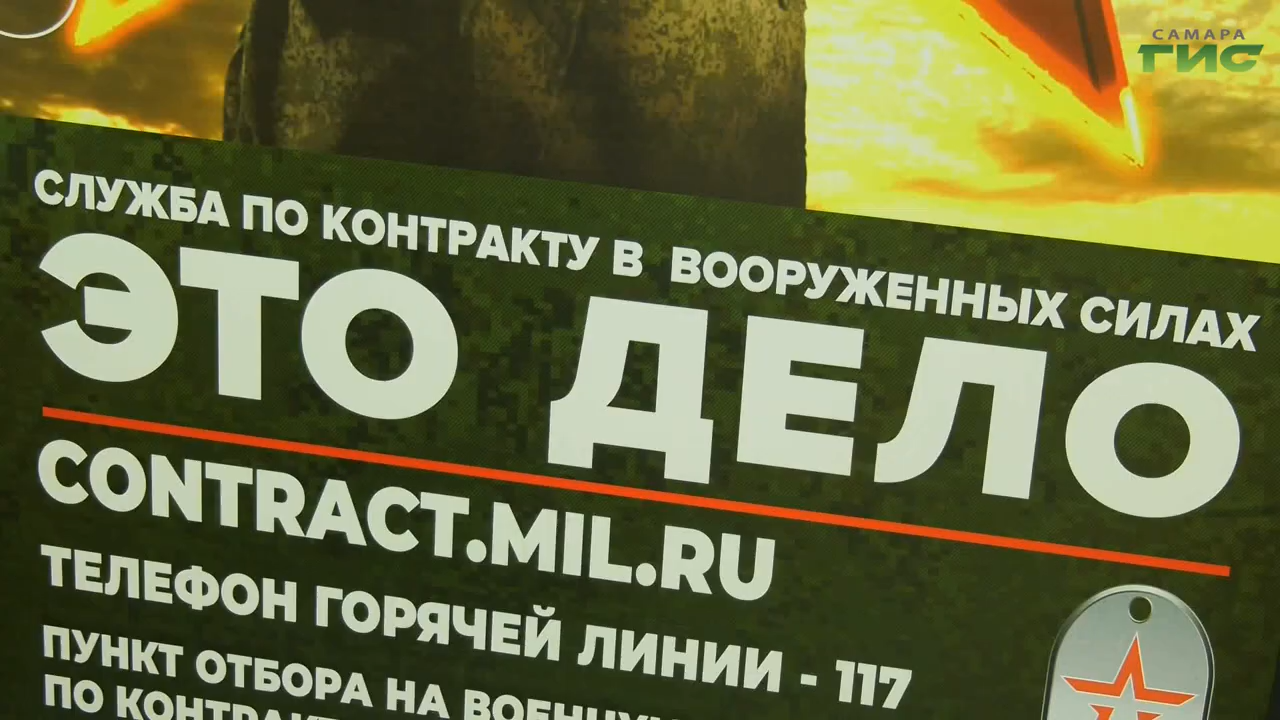 САМАРА
ГИС
СЛУЖБА ПО КОНТРАКТУ В ВООРУЖЕННЫХ СИЛАХ
ЭТО ДЕЛО
CONTRACT.MIL.RU
ТЕЛЕФОН ГОРЯЧЕЙ ЛИНИИ - 117
ПУНКТ ОТБОРА НА
ПО